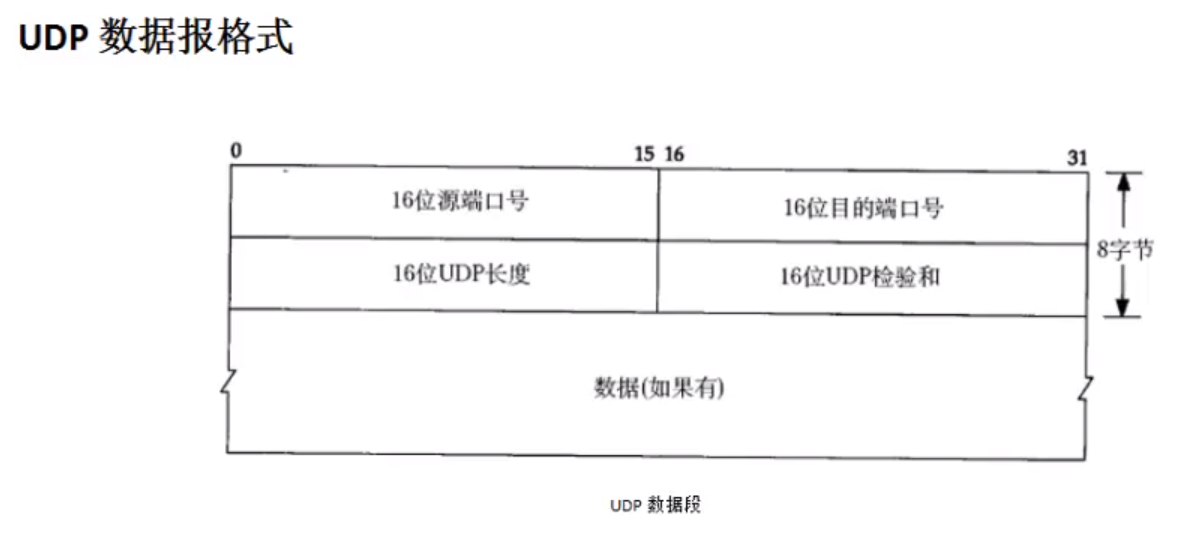 UDP 数据报格式
0 15 16 31
16位源端口号 16位目的端口号
8字节
16位UDP长度 16位UDP检验和
数据(如果有)
UDP 数据段